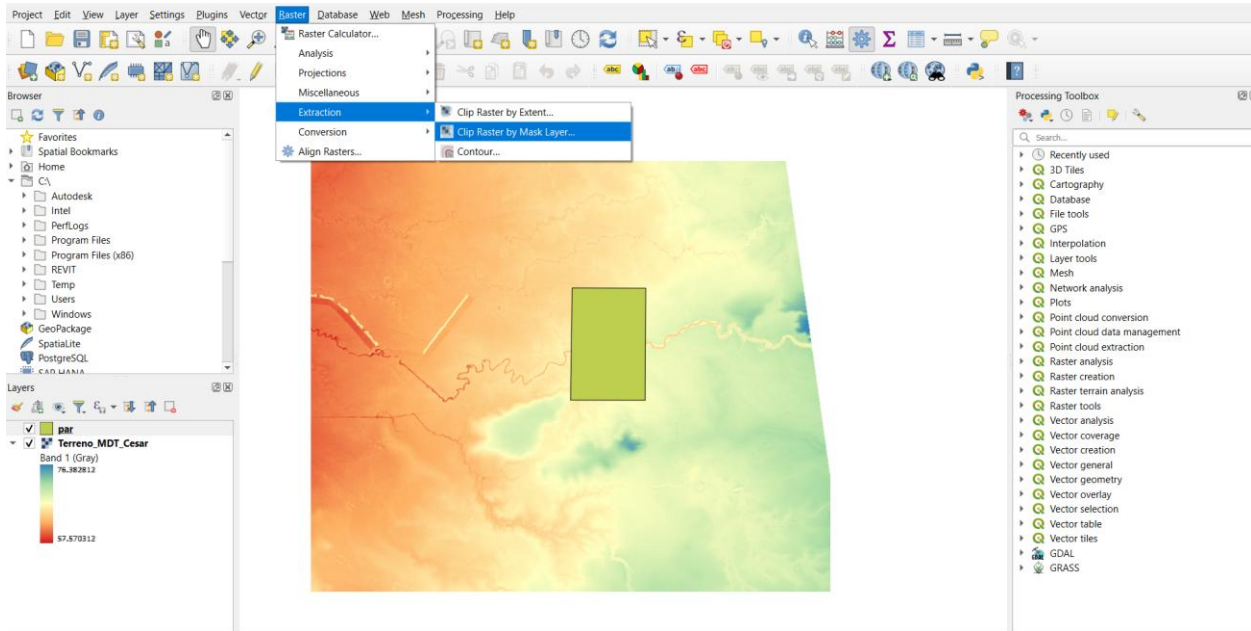 Project Edit View Layer Settings Plugins Vector Raster Database Web Mesh Processing Help
Raster Calculator...
Analysis
Projections
Miscellaneous
Extraction
Conversion
Align Rasters...
Clip Raster by Extent...
Clip Raster by Mask Layer...
Contour...
abc
ab
abc
Browser
Favorites
Spatial Bookmarks
Home
C:\
Autodesk
Intel
PerfLogs
Program Files
Program Files (x86)
REVIT
Temp
Users
Windows
GeoPackage
SpatiaLite
PostgreSQL
SAP HANA
Layers
par
Terreno_MDT_Cesar
Band 1 (Gray)
76.382812
57.570312
Processing Toolbox
Search...
Recently used
3D Tiles
Cartography
Database
File tools
GPS
Interpolation
Layer tools
Mesh
Network analysis
Plots
Point cloud conversion
Point cloud data management
Point cloud extraction
Raster analysis
Raster creation
Raster terrain analysis
Raster tools
Vector analysis
Vector coverage
Vector creation
Vector general
Vector geometry
Vector overlay
Vector selection
Vector table
Vector tiles
GDAL
GRASS